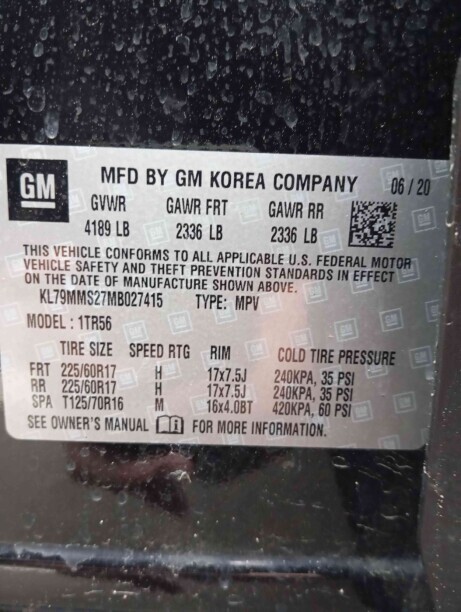 GM MFD BY GM KOREA COMPANY 06 / 20
GVWR GAWR FRT GAWR RR
4189 LB 2336 LB 2336 LB
THIS VEHICLE CONFORMS TO ALL APPLICABLE U.S. FEDERAL MOTOR
VEHICLE SAFETY AND THEFT PREVENTION STANDARDS IN EFFECT
ON THE DATE OF MANUFACTURE SHOWN ABOVE.
KL79MMS27MB027415 TYPE: MPV
MODEL : 1TR56
TIRE SIZE SPEED RTG RIM COLD TIRE PRESSURE
FRT 225/60R17 H 17x7.5J 240KPA, 35 PSI
RR 225/60R17 H 17x7.5J 240KPA, 35 PSI
SPA T125/70R16 M 16x4.0BT 420KPA, 60 PSI
SEE OWNER'S MANUAL FOR MORE INFORMATION